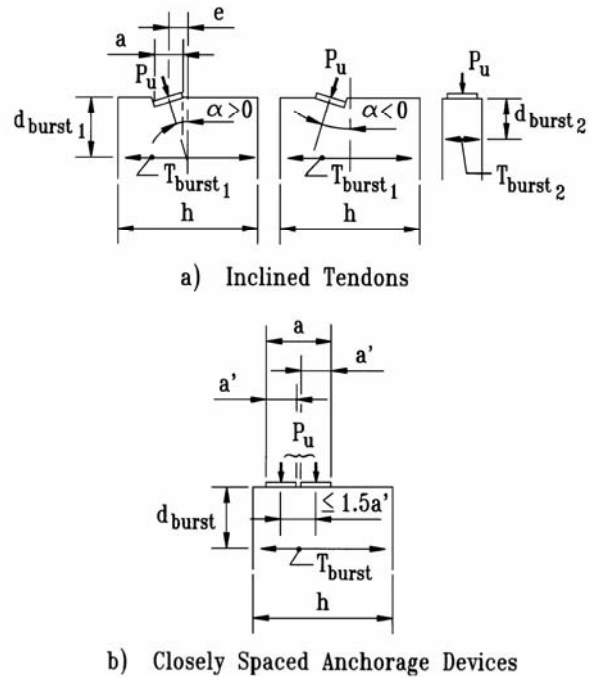 e
a
P_u
α>0
d_burst 1
T_burst 1
h
P_u
α<0
T_burst 1
h
P_u
d_burst 2
T_burst 2
a) Inclined Tendons
a
a'
a'
P_u
≤ 1.5a'
d_burst
T_burst
h
b) Closely Spaced Anchorage Devices